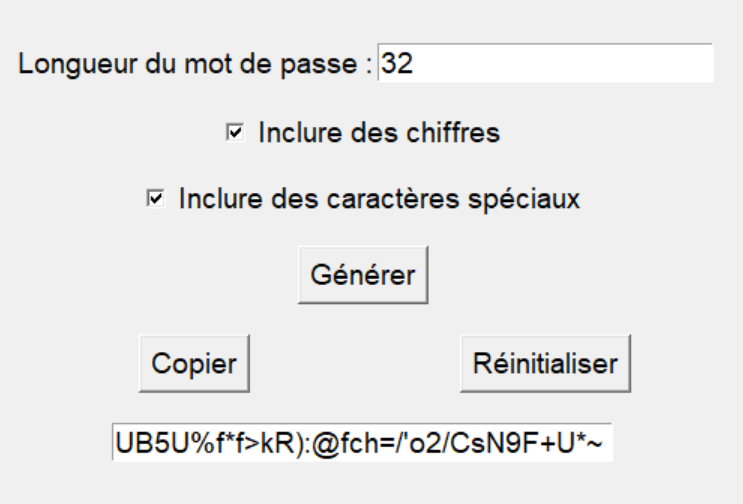 Longueur du mot de passe : 32
Inclure des chiffres
Inclure des caractères spéciaux
Générer
Copier
Réinitialiser
UB5U%f*f>kR):@fch=/'o2/CsN9F+U*~